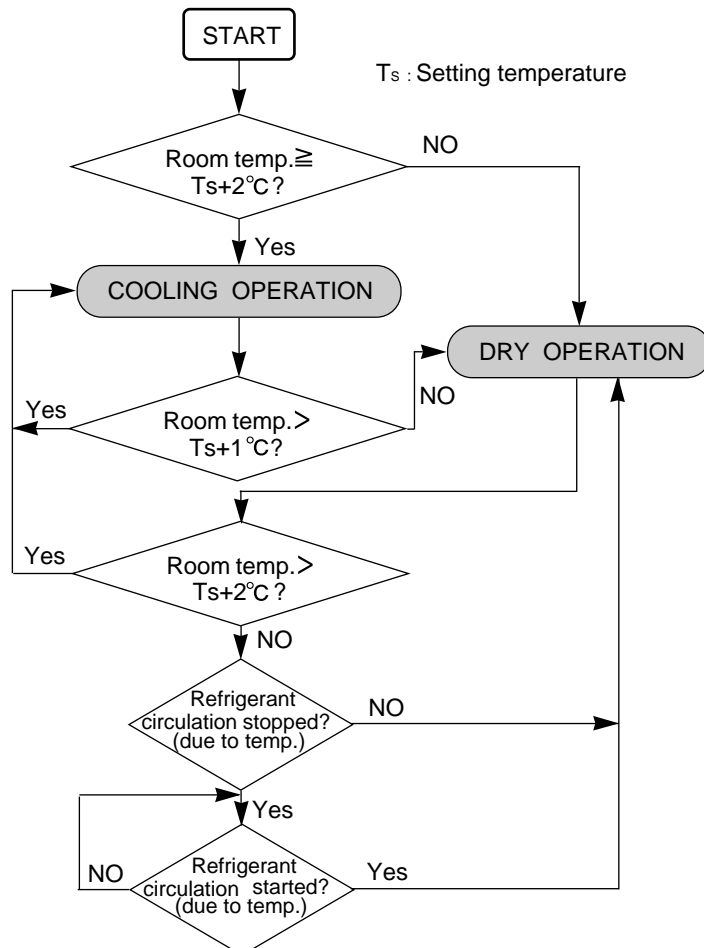 START
Ts : Setting temperature
Room temp.≧
Ts+2℃?
NO
Yes
COOLING OPERATION
DRY OPERATION
NO
Yes
Room temp.>
Ts+1℃?
Yes
Room temp.>
Ts+2℃?
NO
Refrigerant
circulation stopped?
(due to temp.)
NO
Yes
NO
Refrigerant
circulation started?
(due to temp.)
Yes